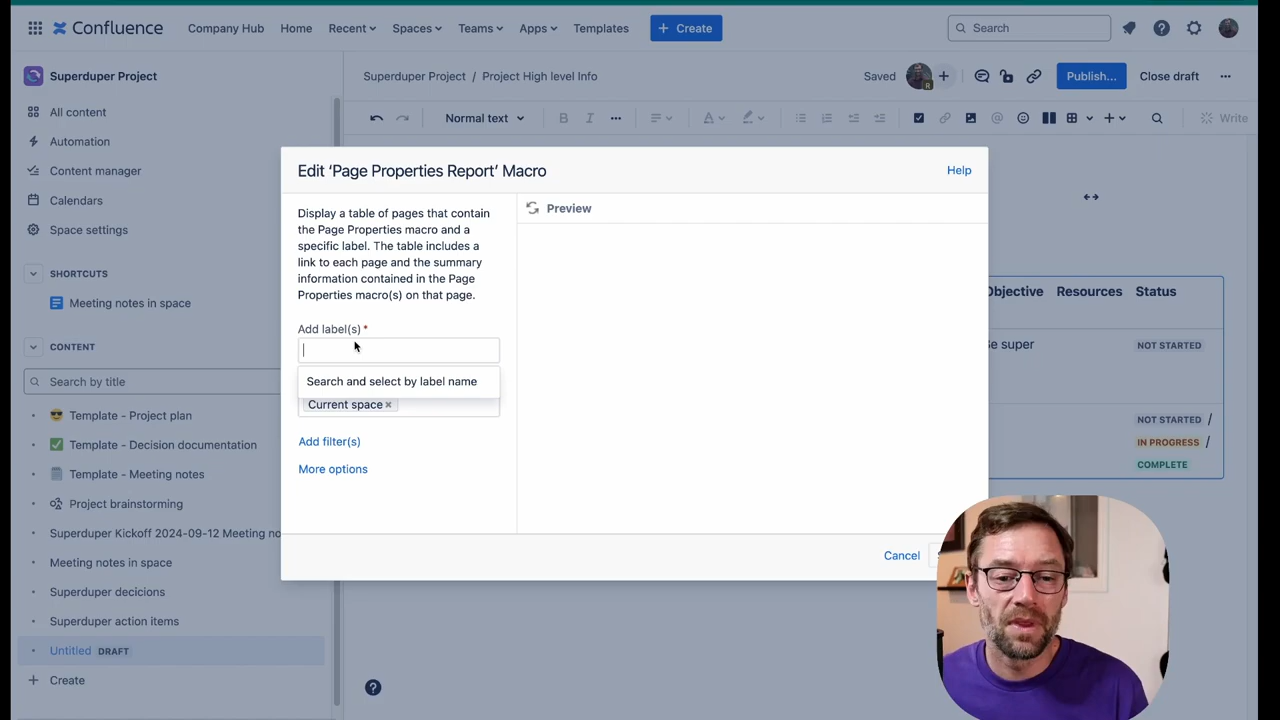 Confluence
Company Hub
Home
Recent
Spaces
Teams
Apps
Templates
+ Create
Search
Superduper Project
All content
Automation
Content manager
Calendars
Space settings
SHORTCUTS
Meeting notes in space
CONTENT
Search by title
Template - Project plan
Template - Decision documentation
Template - Meeting notes
Project brainstorming
Superduper Kickoff 2024-09-12 Meeting no
Meeting notes in space
Superduper decicions
Superduper action items
Untitled DRAFT
+ Create
Superduper Project / Project High level Info
Saved
R
Publish...
Close draft
Normal text
B
I
A
Write
Edit ‘Page Properties Report’ Macro
Help
Display a table of pages that contain
the Page Properties macro and a
specific label. The table includes a
link to each page and the summary
information contained in the Page
Properties macro(s) on that page.
Add label(s) *
Search and select by label name
Current space ×
Add filter(s)
More options
Preview
Cancel
Objective
Resources
Status
Be super
NOT STARTED
NOT STARTED /
IN PROGRESS /
COMPLETE